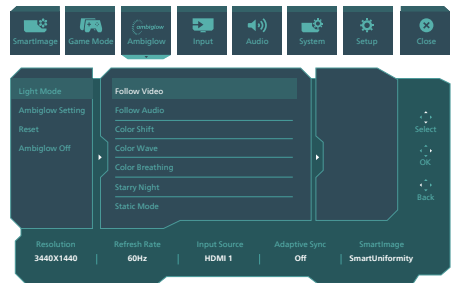 ambiglow
SmartImage Game Mode Ambiglow Input Audio System Setup Close
Light Mode Follow Video
Ambiglow Setting Follow Audio
Reset Color Shift
Ambiglow Off Color Wave
Color Breathing
Starry Night
Static Mode
Select
OK
Back
Resolution Refresh Rate Input Source Adaptive Sync SmartImage
3440X1440 | 60Hz | HDMI 1 | Off | SmartUniformity